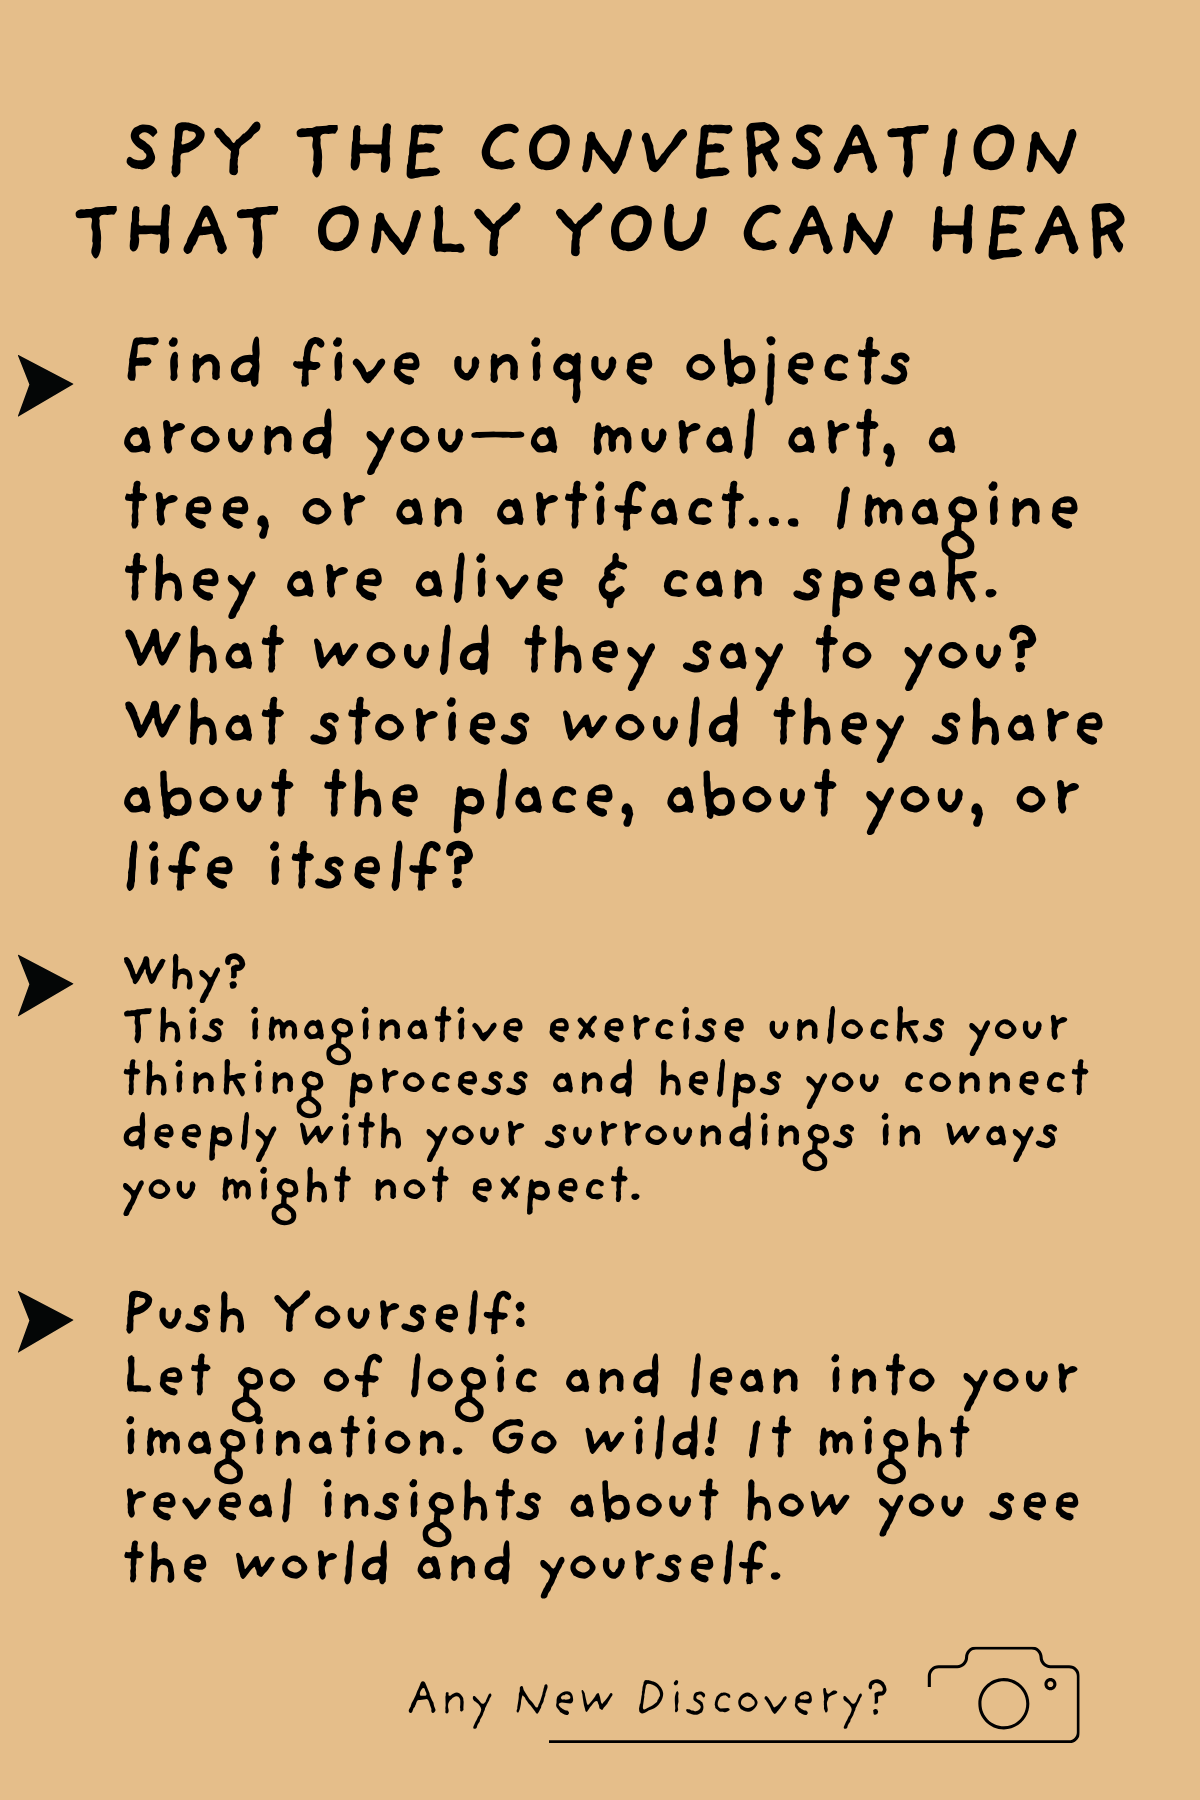 SPY THE CONVERSATION
THAT ONLY YOU CAN HEAR
Find five unique objects
around you—a mural art, a
tree, or an artifact... Imagine
they are alive & can speak.
What would they say to you?
What stories would they share
about the place, about you, or
life itself?
Why?
This imaginative exercise unlocks your
thinking process and helps you connect
deeply with your surroundings in ways
you might not expect.
Push Yourself:
Let go of logic and lean into your
imagination. Go wild! It might
reveal insights about how you see
the world and yourself.
Any New Discovery?